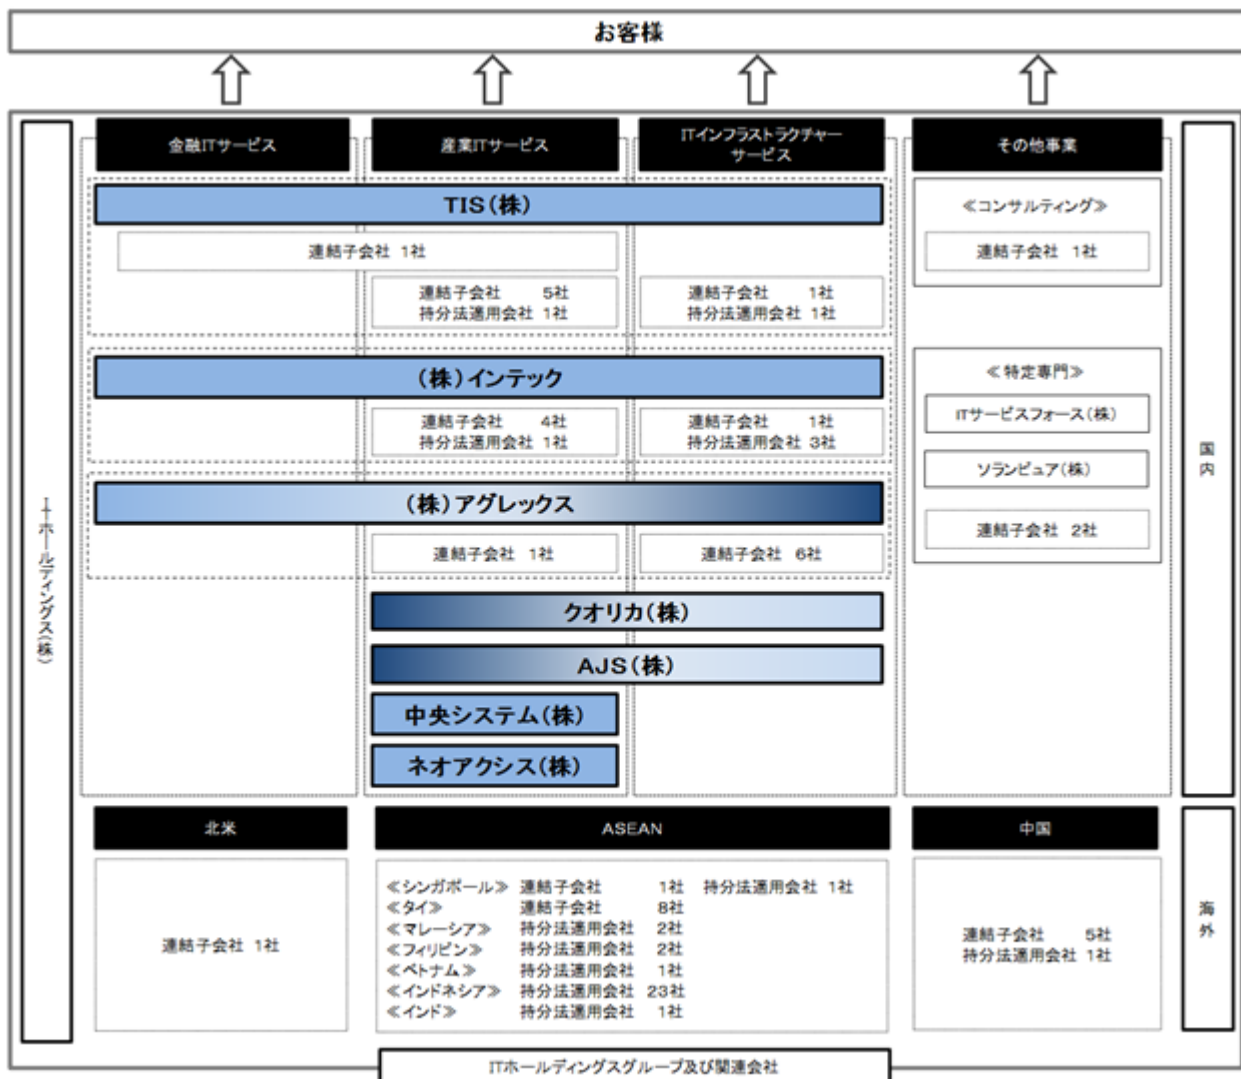 お客様
金融ITサービス
産業ITサービス
ITインフラストラクチャー
サービス
その他事業
TIS(株)
連結子会社 1社
連結子会社 5社
持分法適用会社 1社
連結子会社 1社
持分法適用会社 1社
≪コンサルティング≫
連結子会社 1社
(株)インテック
連結子会社 4社
持分法適用会社 1社
連結子会社 1社
持分法適用会社 3社
≪特定専門≫
ITサービスフォース(株)
ソランピュア(株)
連結子会社 2社
(株)アグレックス
連結子会社 1社
連結子会社 6社
クオリカ(株)
AJS(株)
中央システム(株)
ネオアクシス(株)
ITホールディングス(株)
国内
北米
ASEAN
中国
連結子会社 1社
≪シンガポール≫ 連結子会社 1社 持分法適用会社 1社
≪タイ≫ 連結子会社 8社
≪マレーシア≫ 持分法適用会社 2社
≪フィリピン≫ 持分法適用会社 2社
≪ベトナム≫ 持分法適用会社 1社
≪インドネシア≫ 持分法適用会社 23社
≪インド≫ 持分法適用会社 1社
連結子会社 5社
持分法適用会社 1社
海外
ITホールディングスグループ及び関連会社